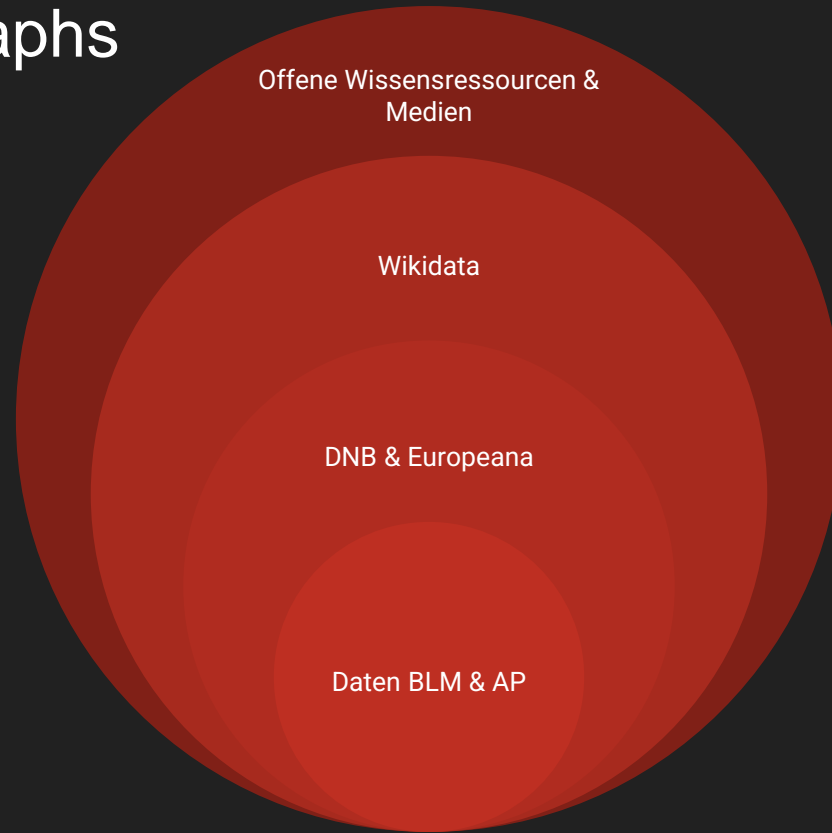 aphs
Offene Wissensressourcen &
Medien
Wikidata
DNB & Europeana
Daten BLM & AP